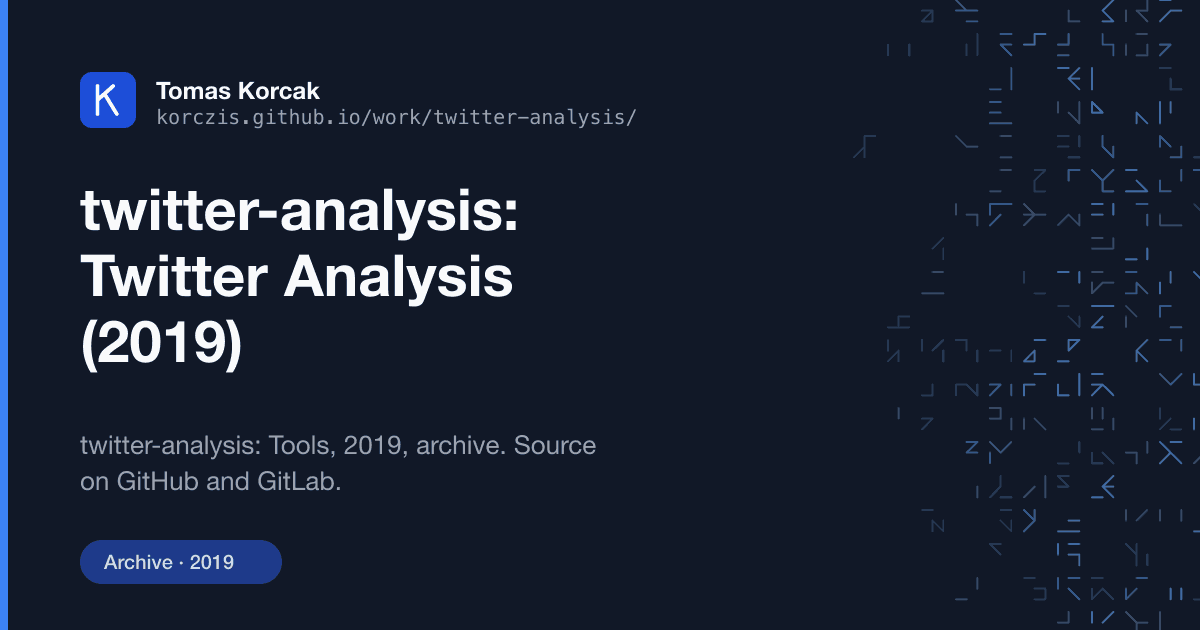 K
Tomas Korcak
korczis.github.io/work/twitter-analysis/
twitter-analysis:
Twitter Analysis
(2019)
twitter-analysis: Tools, 2019, archive. Source
on GitHub and GitLab.
Archive · 2019